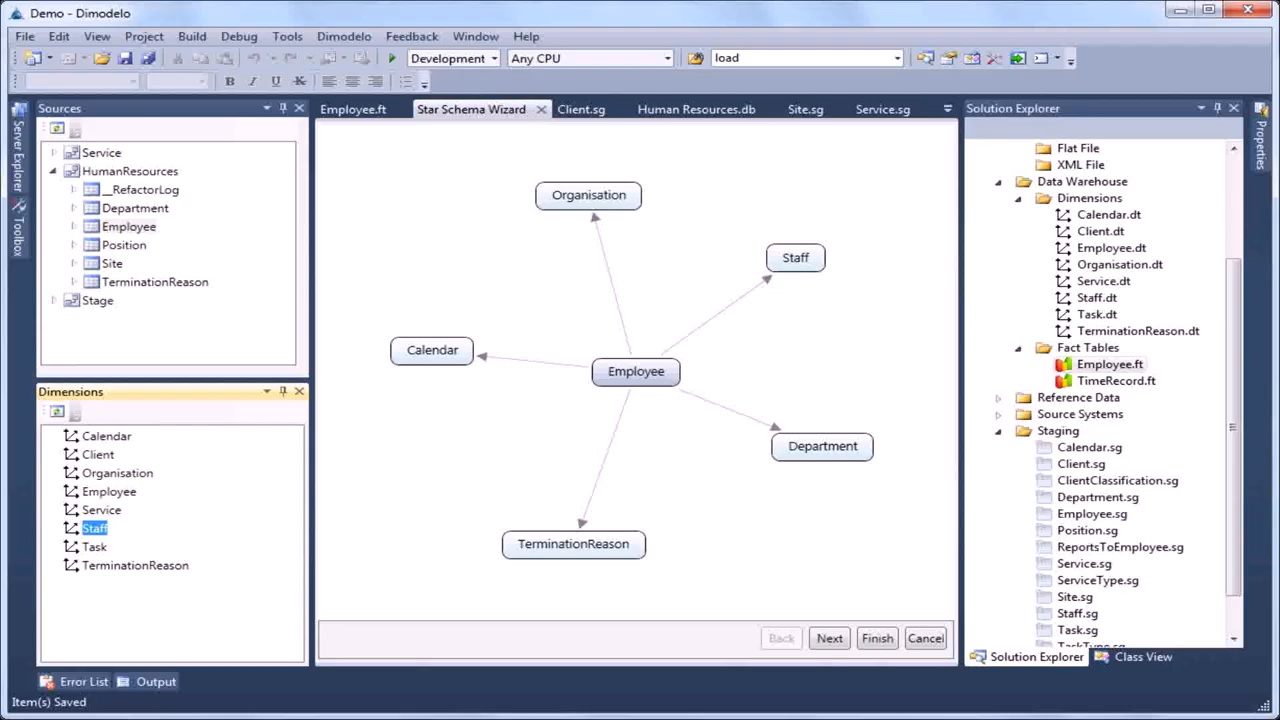 Demo - Dimodelo
File Edit View Project Build Debug Tools Dimodelo Feedback Window Help
Development Any CPU load
B I U K
Server Explorer
Toolbox
Sources
Service
HumanResources
__RefactorLog
Department
Employee
Position
Site
TerminationReason
Stage
Dimensions
Calendar
Client
Organisation
Employee
Service
Staff
Task
TerminationReason
Employee.ft Star Schema Wizard Client.sg Human Resources.db Site.sg Service.sg
Organisation
Staff
Calendar
Employee
Department
TerminationReason
Back Next Finish Cancel
Solution Explorer
Flat File
XML File
Data Warehouse
Dimensions
Calendar.dt
Client.dt
Employee.dt
Organisation.dt
Service.dt
Staff.dt
Task.dt
TerminationReason.dt
Fact Tables
Employee.ft
TimeRecord.ft
Reference Data
Source Systems
Staging
Calendar.sg
Client.sg
ClientClassification.sg
Department.sg
Employee.sg
Position.sg
ReportsToEmployee.sg
Service.sg
ServiceType.sg
Site.sg
Staff.sg
Task.sg
Solution Explorer Class View
Properties
Error List Output
Item(s) Saved